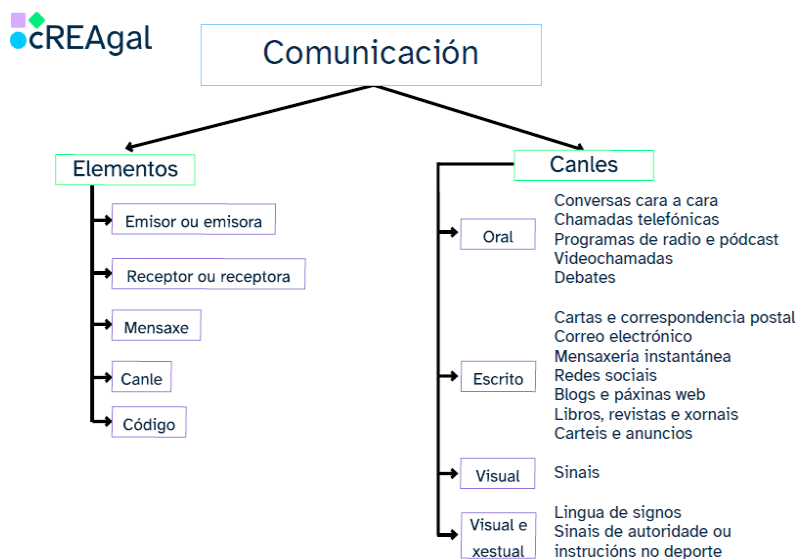 cREAgal
Comunicación
Elementos
Emisor ou emisora
Receptor ou receptora
Mensaxe
Canle
Código
Canles
Oral
Conversas cara a cara
Chamadas telefónicas
Programas de radio e pódcast
Videochamadas
Debates
Escrito
Cartas e correspondencia postal
Correo electrónico
Mensaxería instantánea
Redes sociais
Blogs e páxinas web
Libros, revistas e xornais
Carteis e anuncios
Visual
Sinais
Visual e
xestual
Lingua de signos
Sinais de autoridade ou
instrucións no deporte